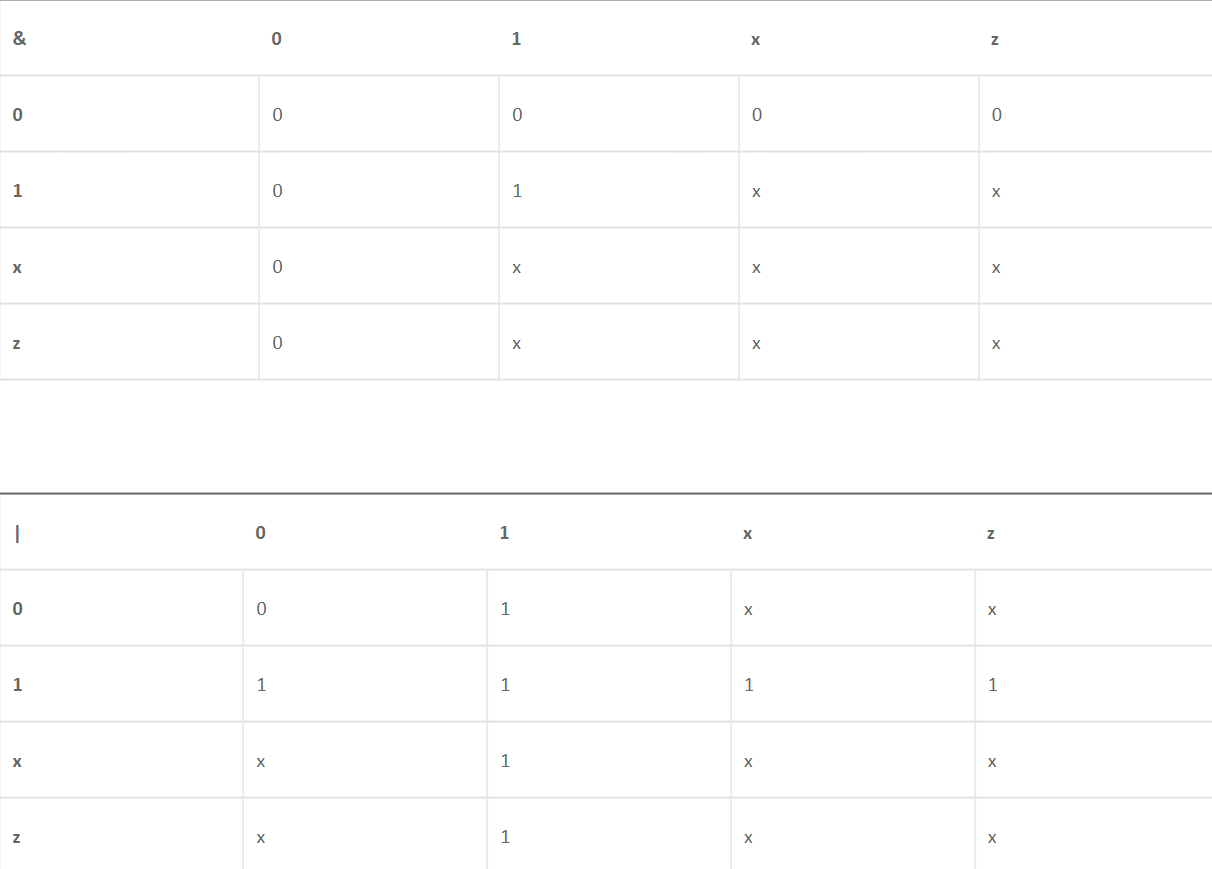 & 0 1 x z
0 0 0 0 0
1 0 1 x x
x 0 x x x
z 0 x x x
| 0 1 x z
0 0 1 x x
1 1 1 1 1
x x 1 x x
z x 1 x x